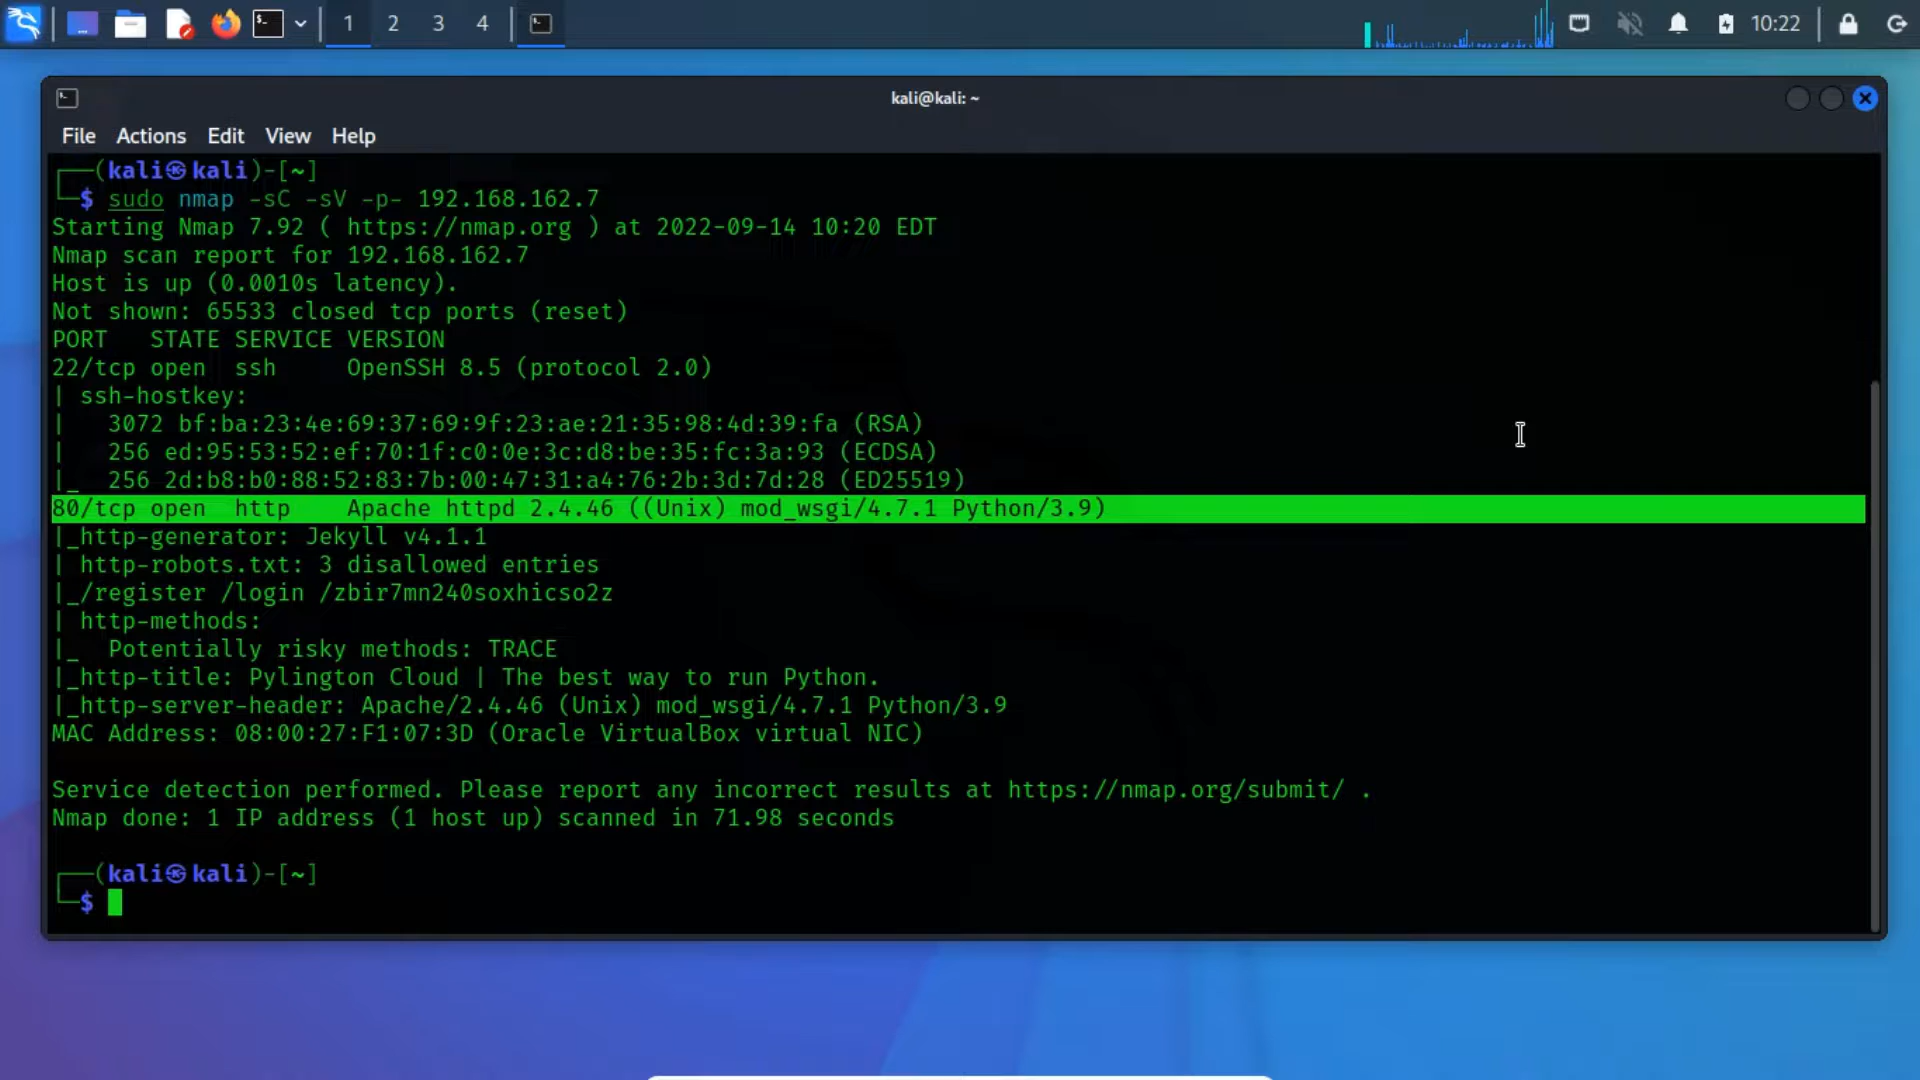 1 2 3 4 10:22
kali@kali: ~
File Actions Edit View Help
┌──(kali㉿kali)-[~]
└─$ sudo nmap -sC -sV -p- 192.168.162.7
Starting Nmap 7.92 ( https://nmap.org ) at 2022-09-14 10:20 EDT
Nmap scan report for 192.168.162.7
Host is up (0.0010s latency).
Not shown: 65533 closed tcp ports (reset)
PORT   STATE SERVICE VERSION
22/tcp open  ssh     OpenSSH 8.5 (protocol 2.0)
| ssh-hostkey:
|   3072 bf:ba:23:4e:69:37:69:9f:23:ae:21:35:98:4d:39:fa (RSA)
|   256 ed:95:53:52:ef:70:1f:c0:0e:3c:d8:be:35:fc:3a:93 (ECDSA)
|_  256 2d:b8:b0:88:52:83:7b:00:47:31:a4:76:2b:3d:7d:28 (ED25519)
80/tcp open  http    Apache httpd 2.4.46 ((Unix) mod_wsgi/4.7.1 Python/3.9)
|_http-generator: Jekyll v4.1.1
| http-robots.txt: 3 disallowed entries
|_/register /login /zbir7mn240soxhicso2z
| http-methods:
|_  Potentially risky methods: TRACE
|_http-title: Pylington Cloud | The best way to run Python.
|_http-server-header: Apache/2.4.46 (Unix) mod_wsgi/4.7.1 Python/3.9
MAC Address: 08:00:27:F1:07:3D (Oracle VirtualBox virtual NIC)
Service detection performed. Please report any incorrect results at https://nmap.org/submit/ .
Nmap done: 1 IP address (1 host up) scanned in 71.98 seconds
┌──(kali㉿kali)-[~]
└─$